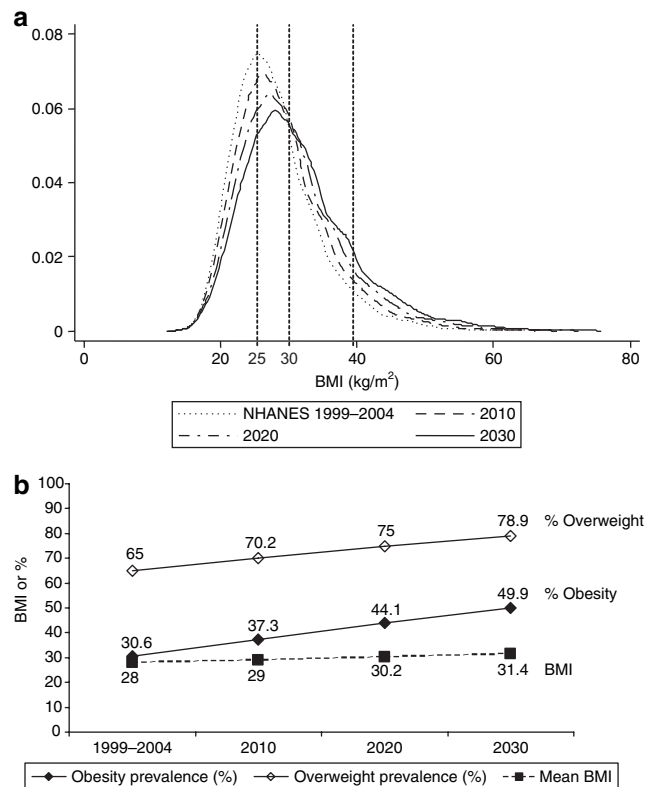 a
0.08
0.06
0.04
0.02
0
0 20 25 30 40 60 80
BMI (kg/m²)
NHANES 1999–2004 2010
2020 2030
b
100
90
80
70
60
50
40
30
20
10
0
BMI or %
65 70.2 75 78.9 % Overweight
30.6 37.3 44.1 49.9 % Obesity
28 29 30.2 31.4 BMI
1999–2004 2010 2020 2030
Obesity prevalence (%) Overweight prevalence (%) Mean BMI